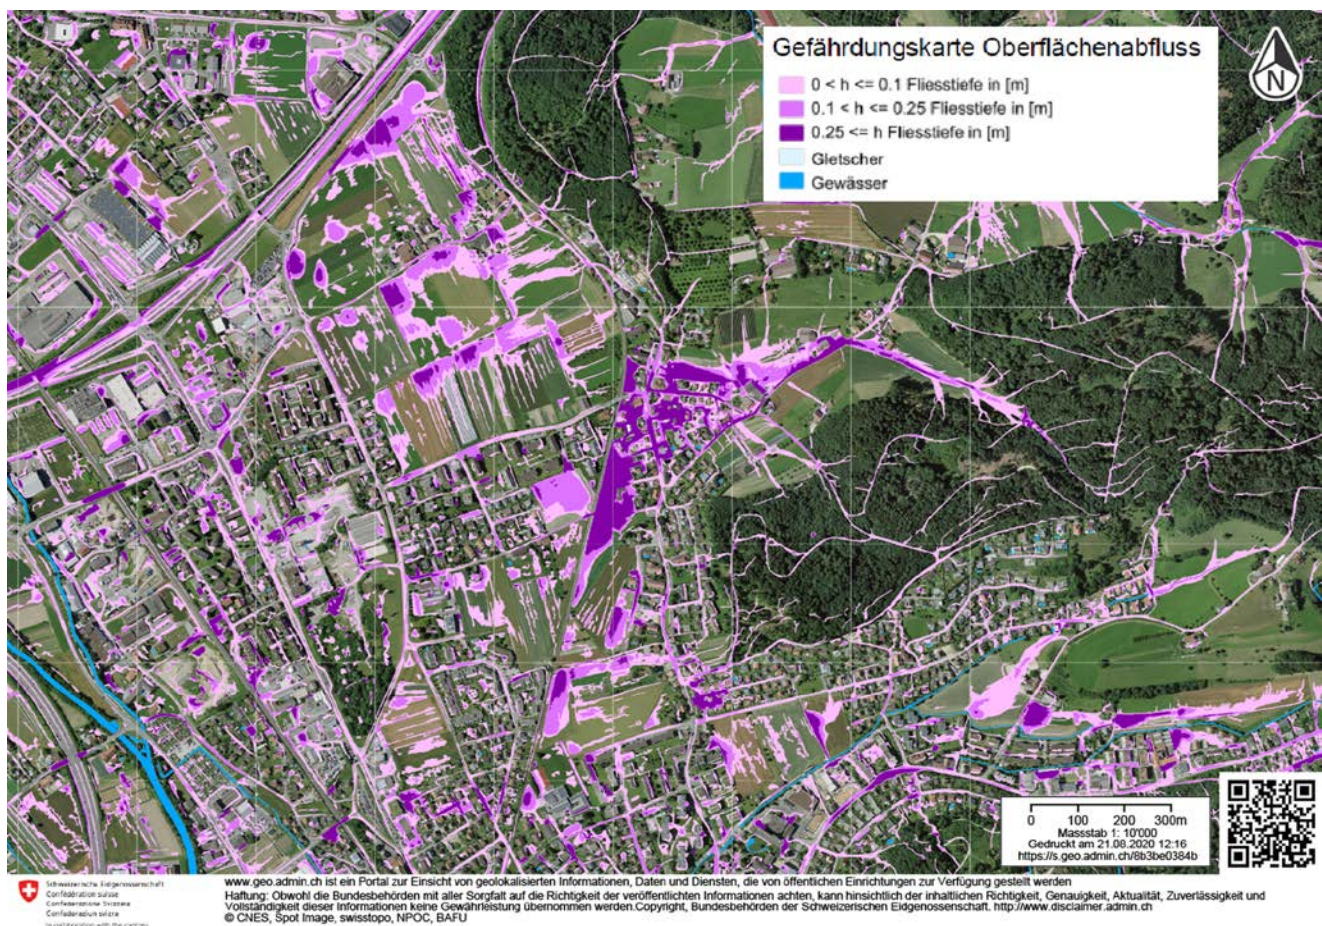 Gefährdungskarte Oberflächenabfluss
N
0 < h <= 0.1 Fliesstiefe in [m]
0.1 < h <= 0.25 Fliesstiefe in [m]
0.25 <= h Fliesstiefe in [m]
Gletscher
Gewässer
0 100 200 300m
Massstab 1: 10'000
Gedruckt am 21.08.2020 12:16
https://s.geo.admin.ch/8b3be0384b
Schweizerische Eidgenossenschaft
Confédération suisse
Confederazione Svizzera
Confederaziun svizra
in collaboration with the cantons
www.geo.admin.ch ist ein Portal zur Einsicht von geolokalisierten Informationen, Daten und Diensten, die von öffentlichen Einrichtungen zur Verfügung gestellt werden
Haftung: Obwohl die Bundesbehörden mit aller Sorgfalt auf die Richtigkeit der veröffentlichten Informationen achten, kann hinsichtlich der inhaltlichen Richtigkeit, Genauigkeit, Aktualität, Zuverlässigkeit und
Vollständigkeit dieser Informationen keine Gewährleistung übernommen werden.Copyright, Bundesbehörden der Schweizerischen Eidgenossenschaft. http://www.disclaimer.admin.ch
© CNES, Spot Image, swisstopo, NPOC, BAFU